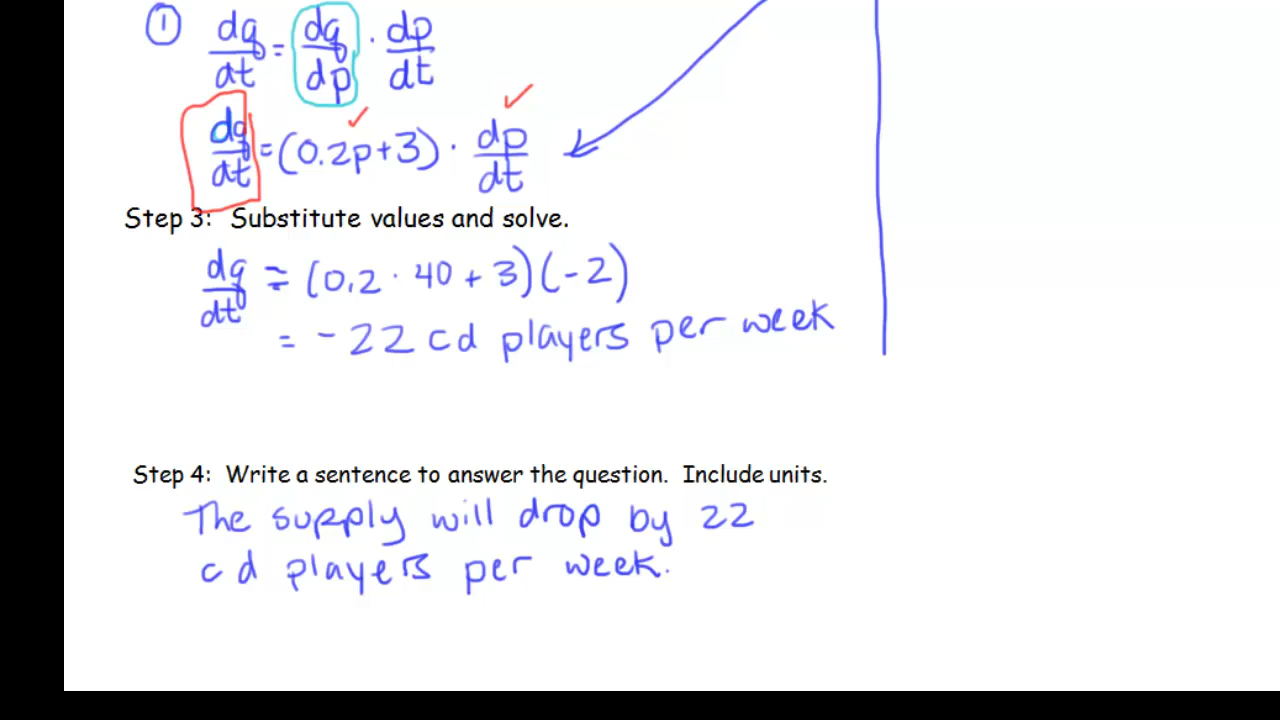 ① dq/dt = dq/dp · dp/dt
dq/dt = (0.2p+3) · dp/dt
Step 3: Substitute values and solve.
dq/dt = (0.2 · 40 + 3)(-2)
= -22 cd players per week
Step 4: Write a sentence to answer the question. Include units.
The supply will drop by 22
cd players per week.